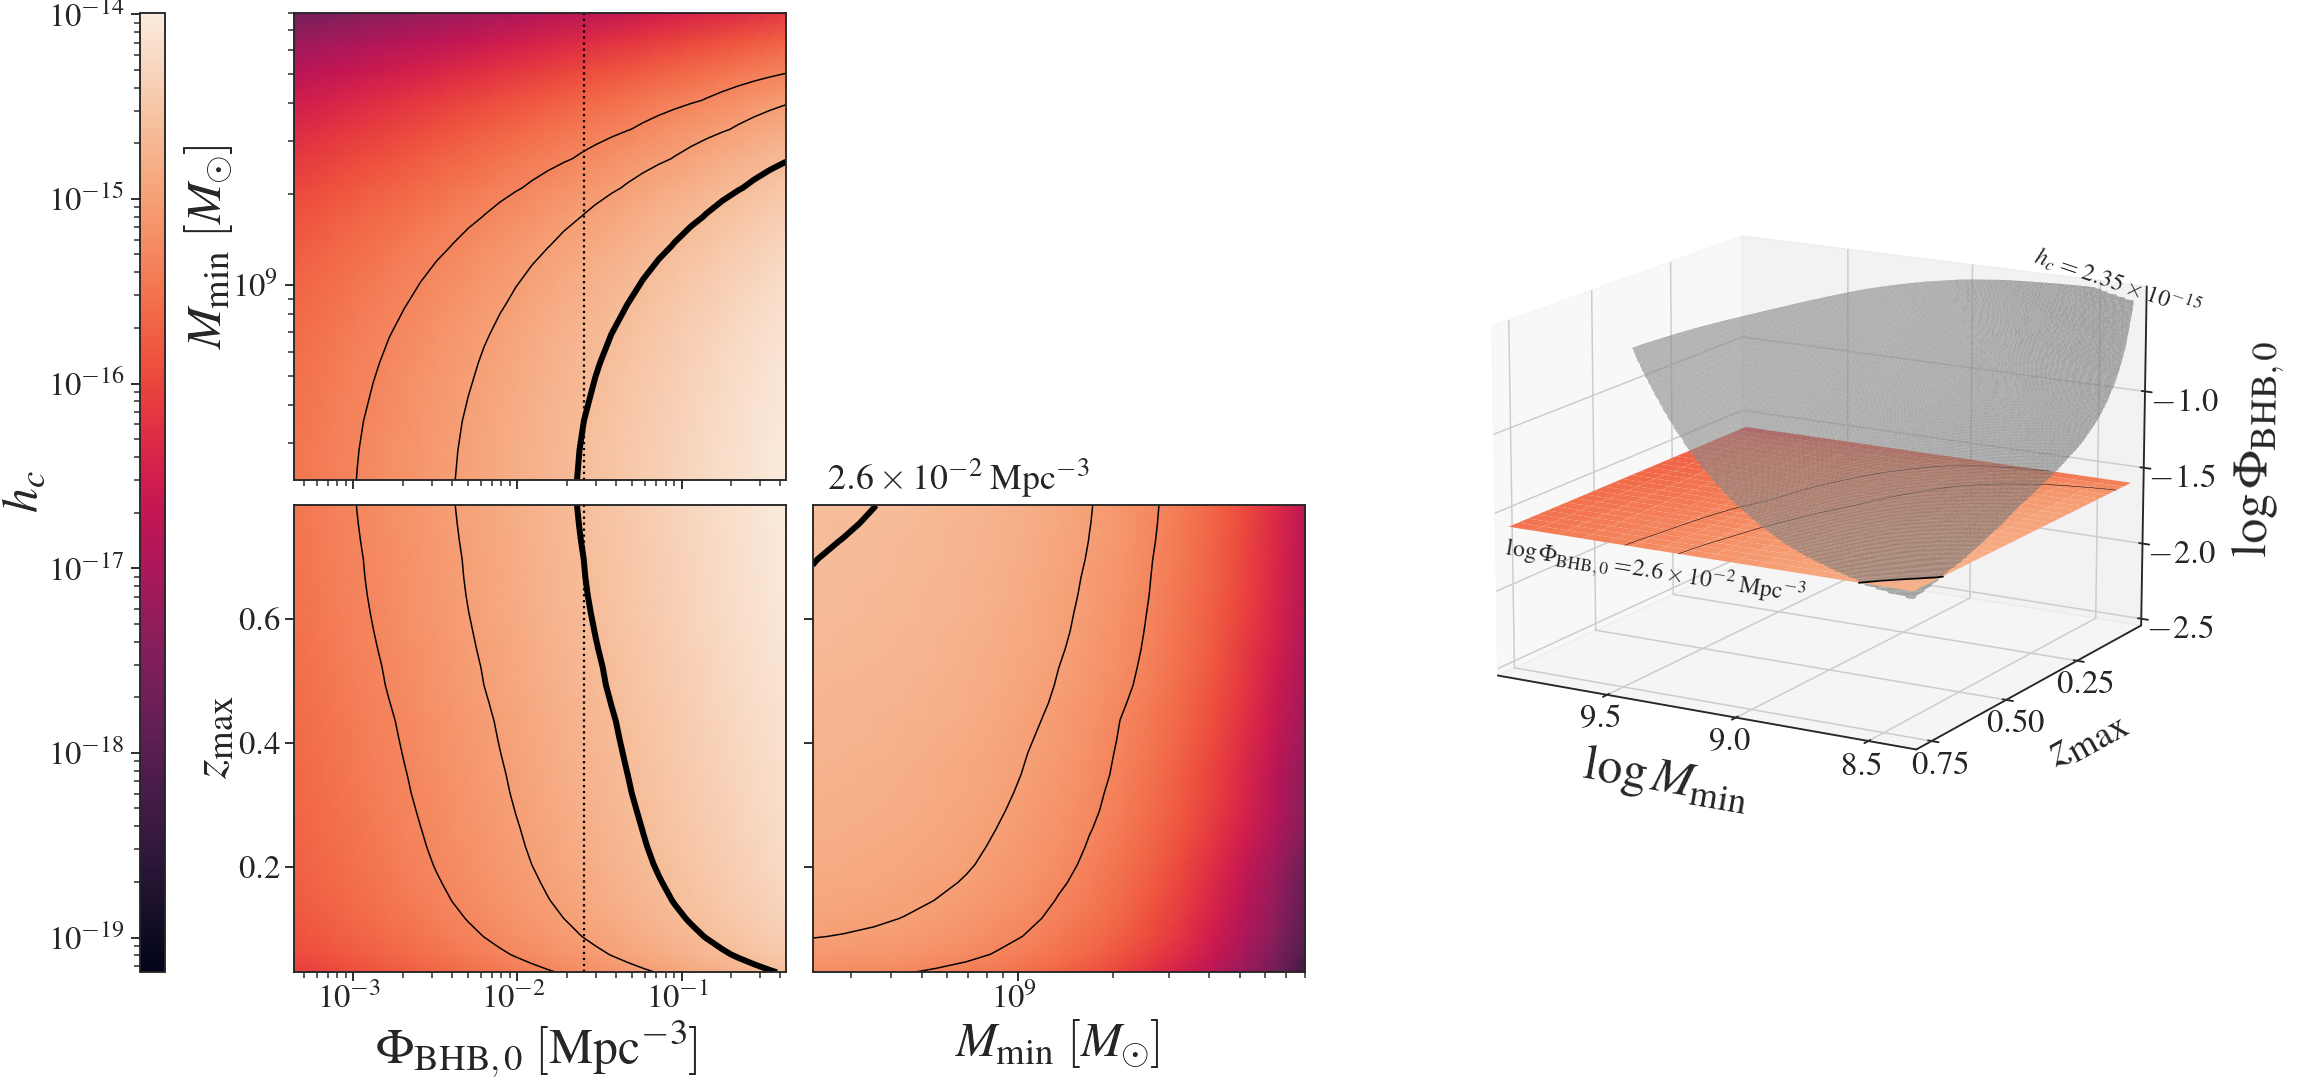 h_c
10⁻¹⁴
10⁻¹⁵
10⁻¹⁶
10⁻¹⁷
10⁻¹⁸
10⁻¹⁹
M_min [M_⊙]
10⁹
z_max
0.6
0.4
0.2
10⁻³ 10⁻² 10⁻¹
Φ_BHB,0 [Mpc⁻³]
2.6 × 10⁻² Mpc⁻³
10⁹
M_min [M_⊙]
h_c = 2.35 × 10⁻¹⁵
log Φ_BHB,0 = 2.6 × 10⁻² Mpc⁻³
log Φ_BHB,0
−1.0
−1.5
−2.0
−2.5
0.25
0.50
0.75
z_max
9.5
9.0
8.5
log M_min